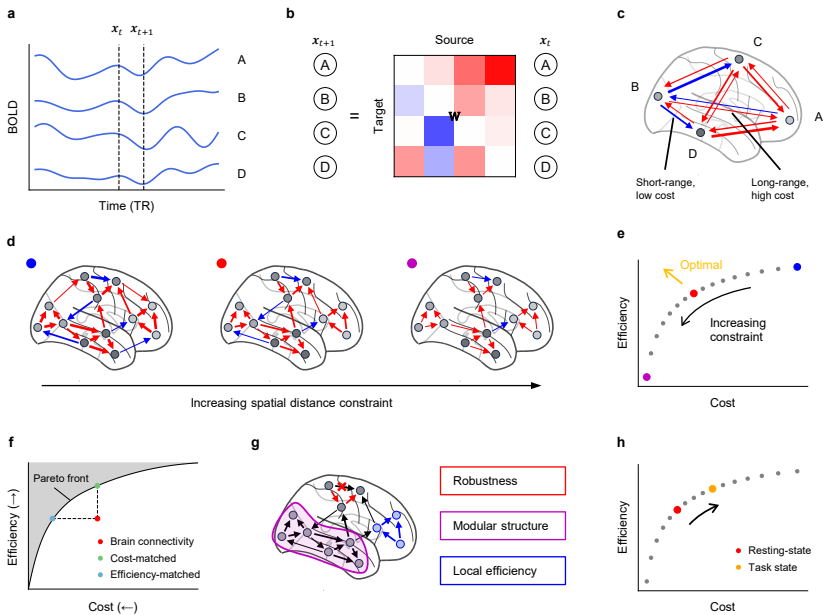 a
x_t x_{t+1}
A
B
C
D
BOLD
Time (TR)
b
x_{t+1}
Source
x_t
A
B
C
D
=
Target
W
A
B
C
D
c
C
B
A
D
Short-range,
low cost
Long-range,
high cost
d
Increasing spatial distance constraint
e
Optimal
Increasing
constraint
Efficiency
Cost
f
Pareto front
Efficiency (→)
Brain connectivity
Cost-matched
Efficiency-matched
Cost (←)
g
Robustness
Modular structure
Local efficiency
h
Efficiency
Resting-state
Task state
Cost